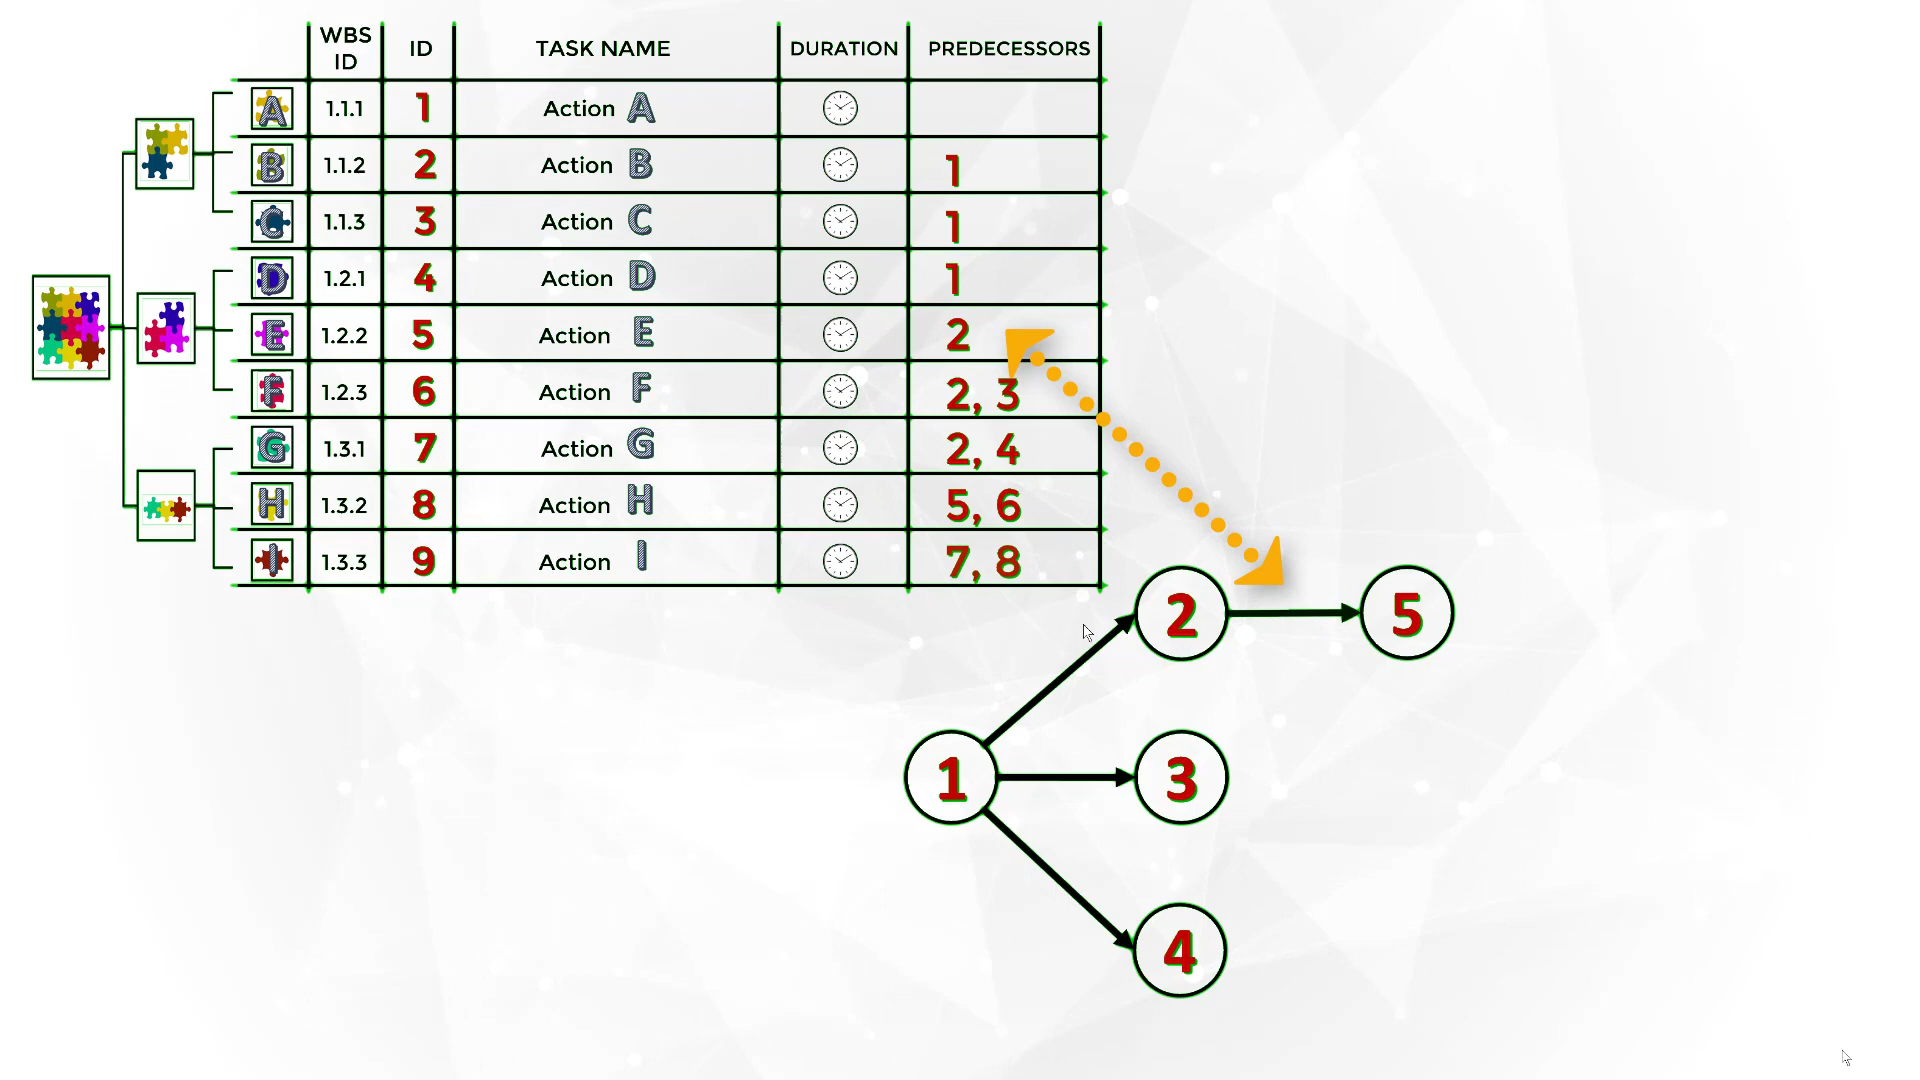 WBS ID
ID
TASK NAME
DURATION
PREDECESSORS
A 1.1.1 1 Action A
B 1.1.2 2 Action B 1
C 1.1.3 3 Action C 1
D 1.2.1 4 Action D 1
E 1.2.2 5 Action E 2
F 1.2.3 6 Action F 2, 3
G 1.3.1 7 Action G 2, 4
H 1.3.2 8 Action H 5, 6
I 1.3.3 9 Action I 7, 8
2 5
1 3
4